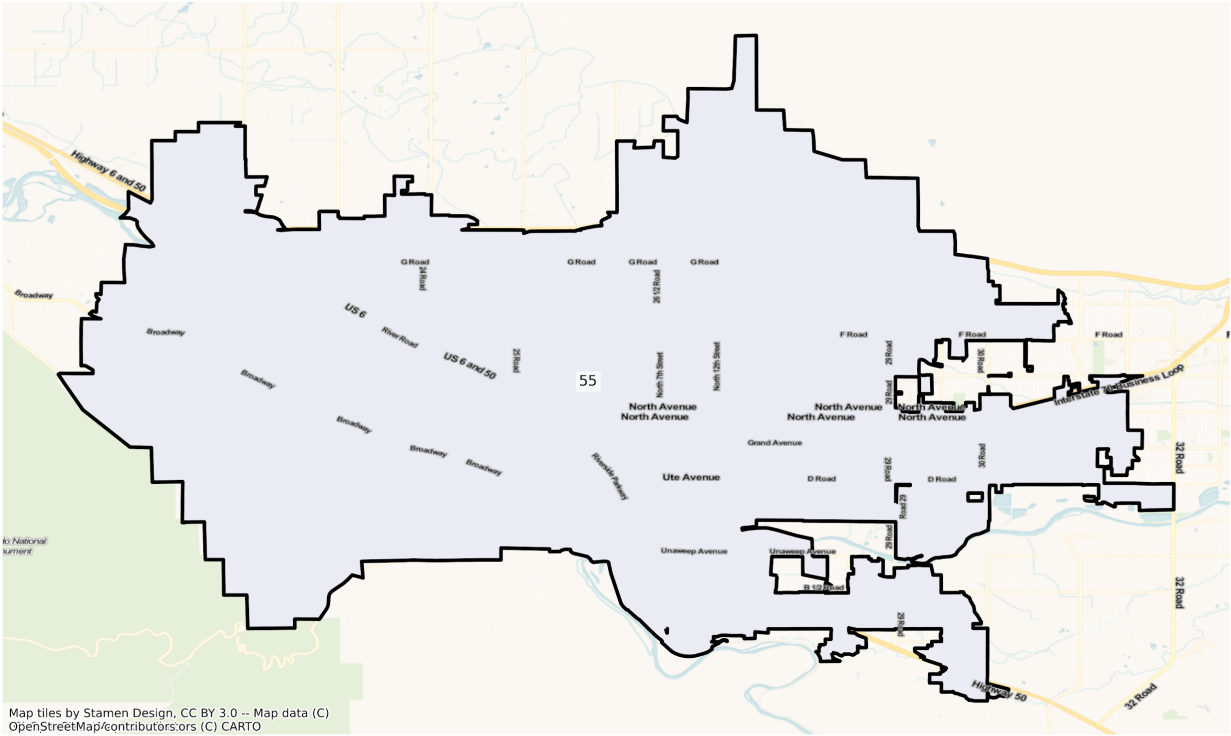 Highway 6 and 50
G Road
G Road
G Road
G Road
24 Road
26 1/2 Road
Broadway
US 6
Broadway
River Road
F Road
F Road
F Road
US 6 and 50
25 Road
North 7th Street
North 12th Street
29 Road
30 Road
55
Broadway
29 Road
Interstate 70 Business Loop
North Avenue
North Avenue
North Avenue
North Avenue
North Avenue
North Avenue
Broadway
Grand Avenue
Broadway
Broadway
Riverside Parkway
29 Road
30 Road
32 Road
Ute Avenue
D Road
D Road
Road 29
29 Road
do National
nument
Unaweep Avenue
Unaweep Avenue
B 1/2 Road
32 Road
29 Road
Highway 50
32 Road
Map tiles by Stamen Design, CC BY 3.0 -- Map data (C)
OpenStreetMap contributors (C) CARTO